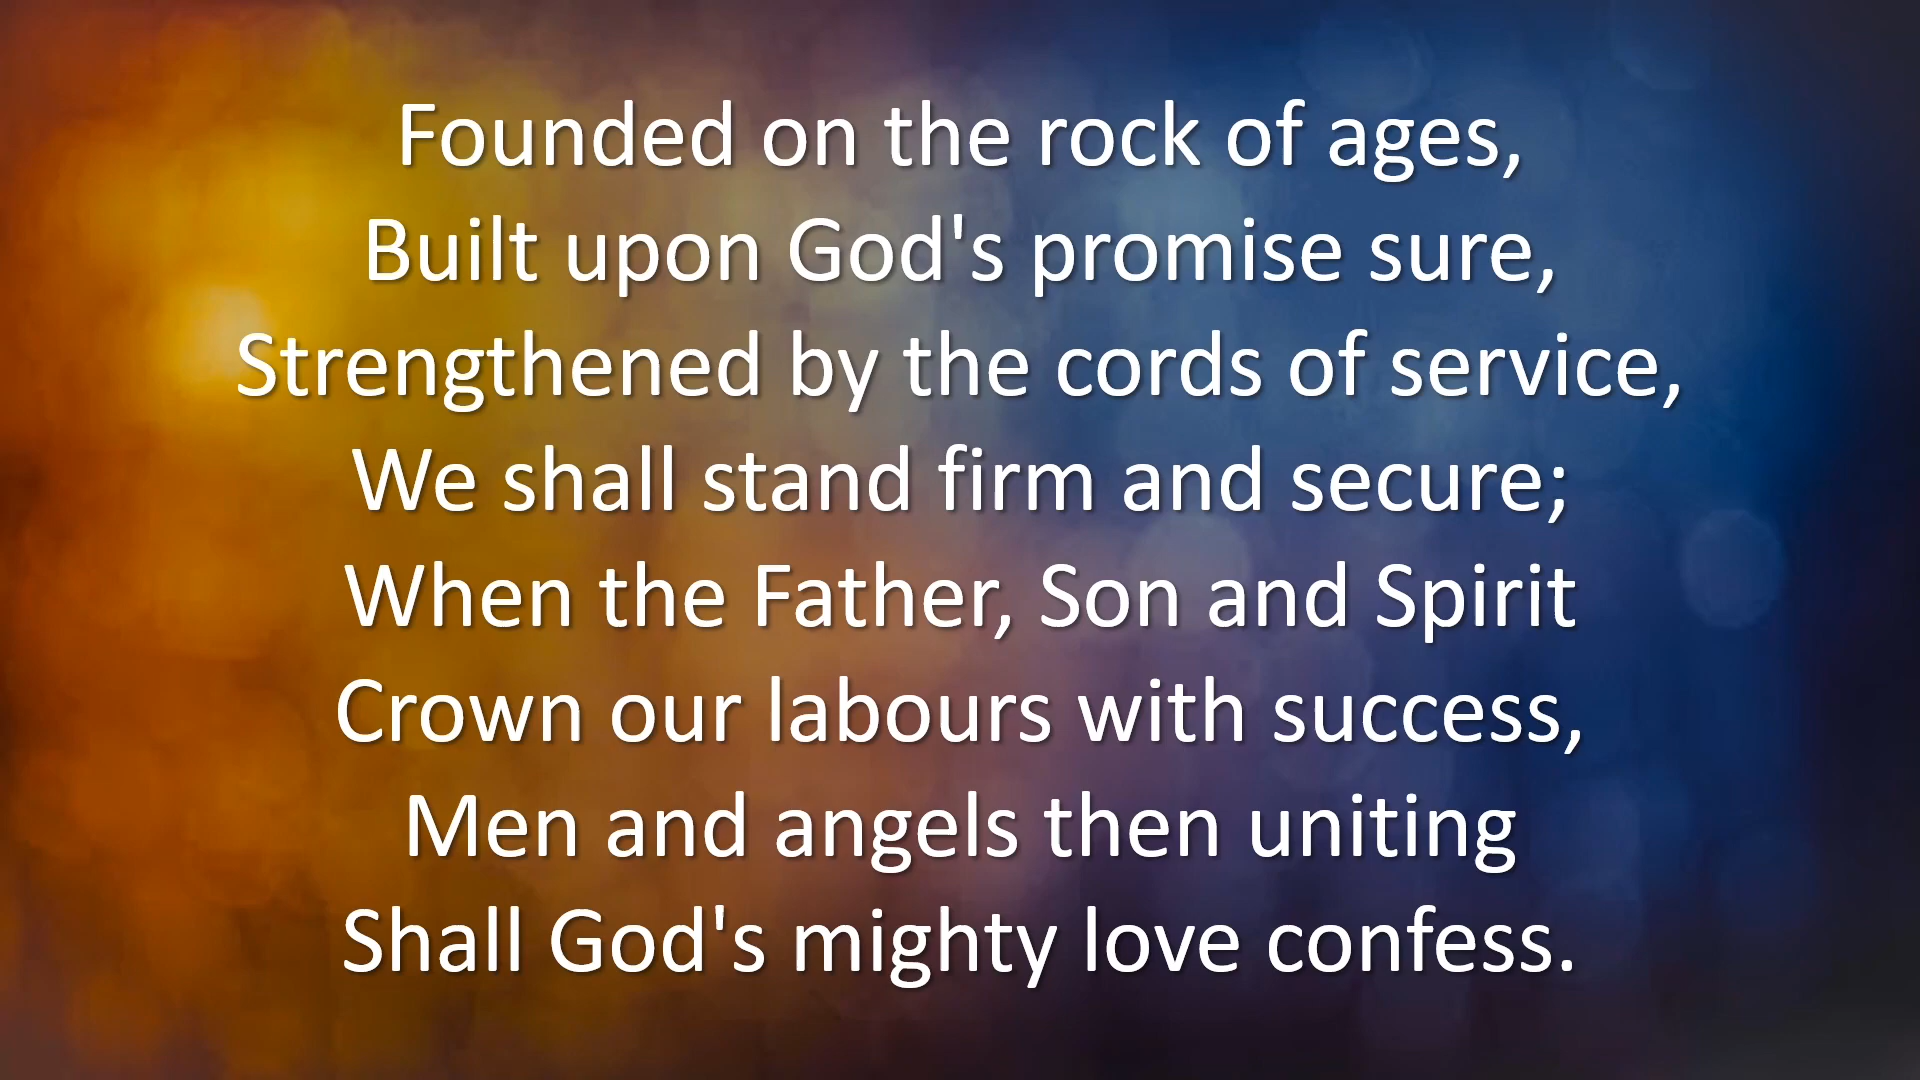 Founded on the rock of ages,
Built upon God's promise sure,
Strengthened by the cords of service,
We shall stand firm and secure;
When the Father, Son and Spirit
Crown our labours with success,
Men and angels then uniting
Shall God's mighty love confess.